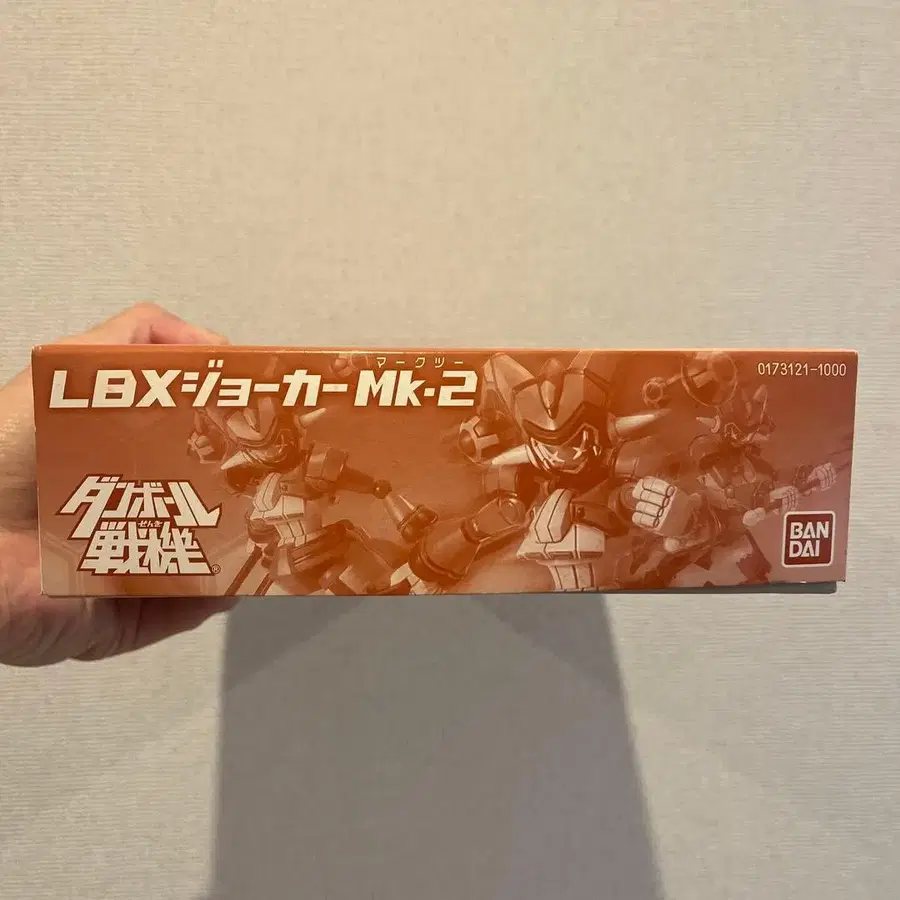 マークツー
LBXジョーカーMk-2
0173121-1000
ダンボール
せんき
戦機®
BAN
DAI